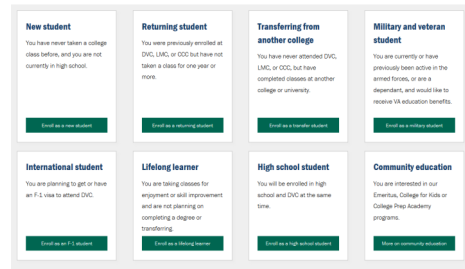 New student
You have never taken a college
class before, and you are not
currently in high school.
Enroll as a new student
Returning student
You were previously enrolled at
DVC, LMC, or CCC but have not
taken a class for one year or
more.
Enroll as a returning student
Transferring from
another college
You have never attended DVC,
LMC, or CCC, but have
completed classes at another
college or university.
Enroll as a transfer student
Military and veteran
student
You are currently or have
previously been active in the
armed forces, or are a
dependant, and would like to
receive VA education benefits.
Enroll as a military student
International student
You are planning to get or have
an F-1 visa to attend DVC.
Enroll as an F-1 student
Lifelong learner
You are taking classes for
enjoyment or skill improvement
and are not planning on
completing a degree or
transferring.
Enroll as a lifelong learner
High school student
You will be enrolled in high
school and DVC at the same
time.
Enroll as a high school student
Community education
You are interested in our
Emeritus, College for Kids or
College Prep Academy
programs.
More on community education